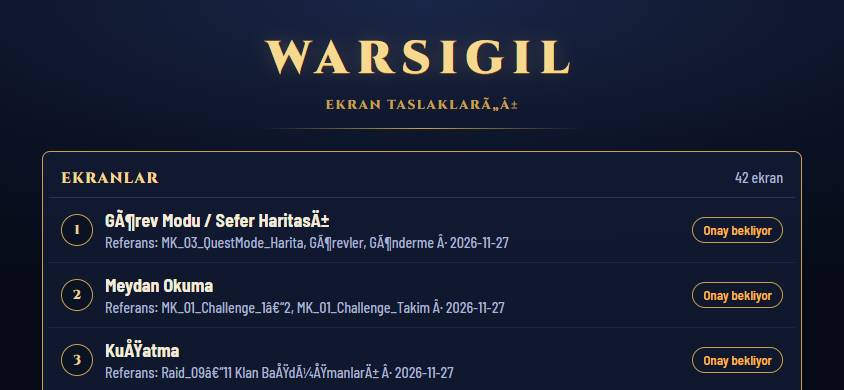 WARSIGIL
EKRAN TASLAKLARÃ„Â±
EKRANLAR
42 ekran
1
GÃ¶rev Modu / Sefer HaritasÄ±
Referans: MK_03_QuestMode_Harita, GÃ¶revler, GÃ¶nderme Â· 2026-11-27
Onay bekliyor
2
Meydan Okuma
Referans: MK_01_Challenge_1â€“2, MK_01_Challenge_Takim Â· 2026-11-27
Onay bekliyor
3
KuÅŸatma
Referans: Raid_09â€“11 Klan BaÅŸdÃ¼ÅŸmanlarÄ± Â· 2026-11-27
Onay bekliyor